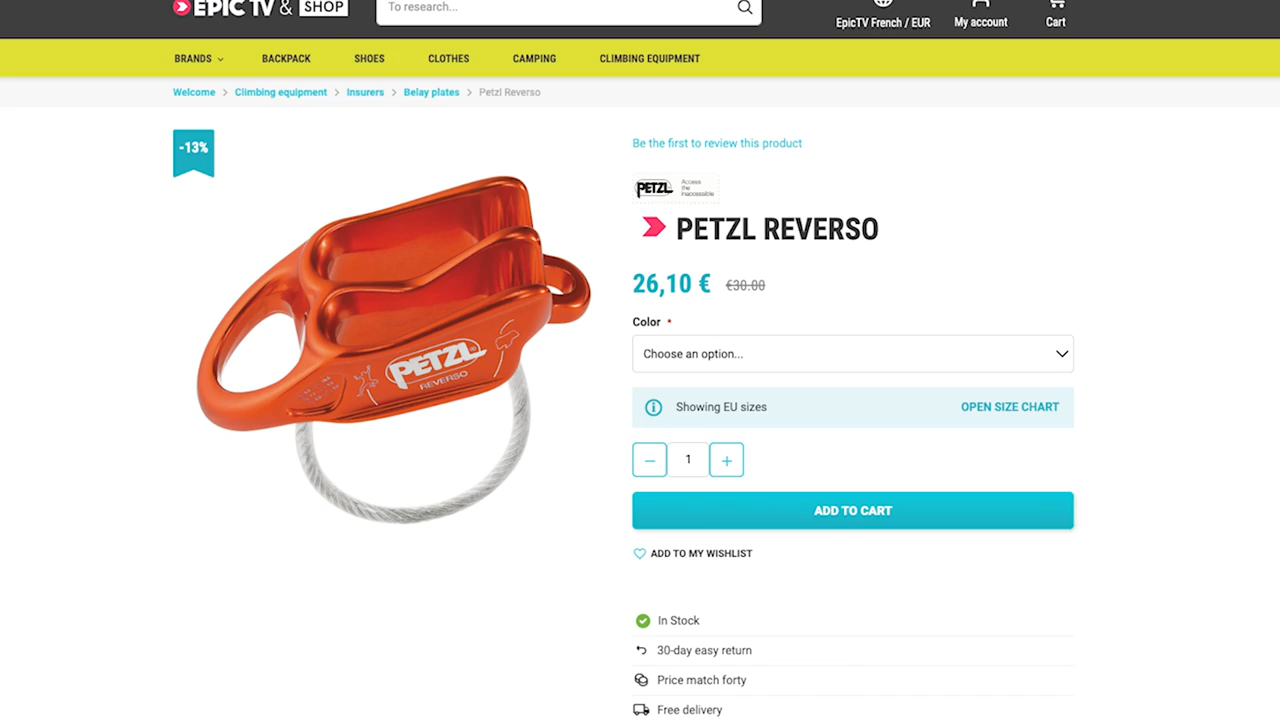 EPIC TV & SHOP
To research...
EpicTV French / EUR
My account
Cart
BRANDS
BACKPACK
SHOES
CLOTHES
CAMPING
CLIMBING EQUIPMENT
Welcome > Climbing equipment > Insurers > Belay plates > Petzl Reverso
-13%
PETZL
REVERSO
Be the first to review this product
PETZL
Access
the
inaccessible
PETZL REVERSO
26,10 € €30.00
Color *
Choose an option...
Showing EU sizes
OPEN SIZE CHART
− 1 +
ADD TO CART
ADD TO MY WISHLIST
In Stock
30-day easy return
Price match forty
Free delivery